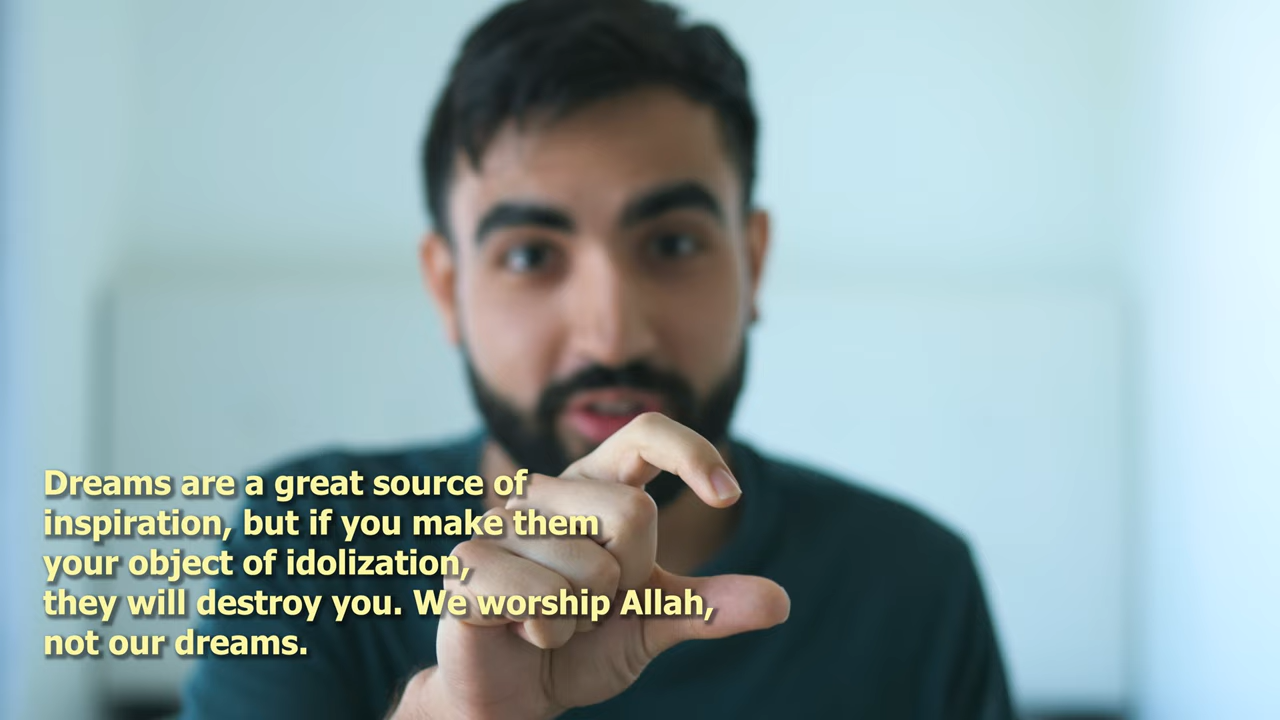 Dreams are a great source of
inspiration, but if you make them
your object of idolization,
they will destroy you. We worship Allah,
not our dreams.